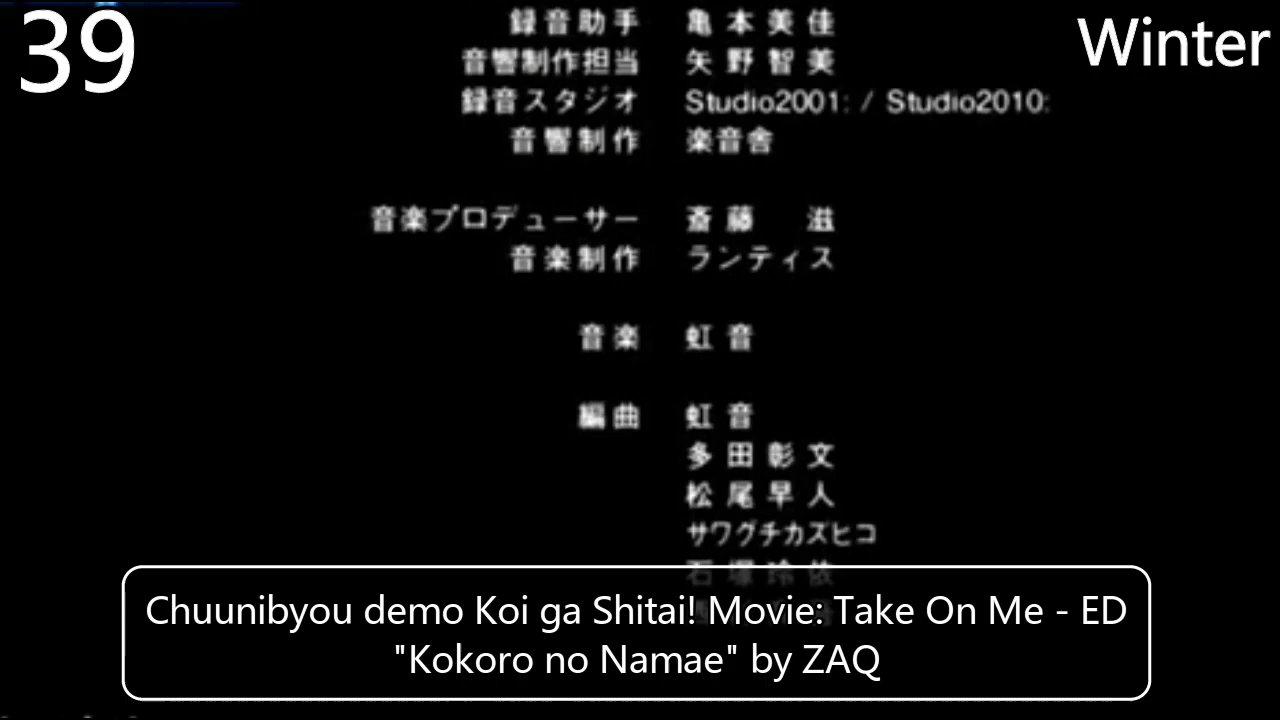 39
Winter
録音助手 亀本美佳
音響制作担当 矢野智美
録音スタジオ Studio2001: / Studio2010:
音響制作 楽音舎
音楽プロデューサー 斎藤 滋
音楽制作 ランティス
音楽 虹音
編曲 虹音
多田彰文
松尾早人
サワグチカズヒコ
石塚玲依
Chuunibyou demo Koi ga Shitai! Movie: Take On Me - ED
"Kokoro no Namae" by ZAQ